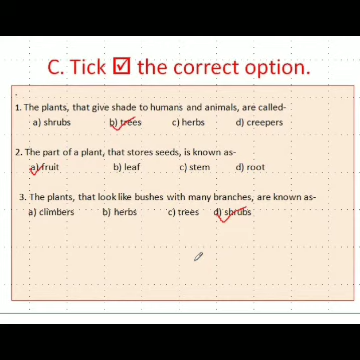 C. Tick ☑ the correct option.
1. The plants, that give shade to humans and animals, are called-
a) shrubs b) trees c) herbs d) creepers
2. The part of a plant, that stores seeds, is known as-
a) fruit b) leaf c) stem d) root
3. The plants, that look like bushes with many branches, are known as-
a) climbers b) herbs c) trees d) shrubs